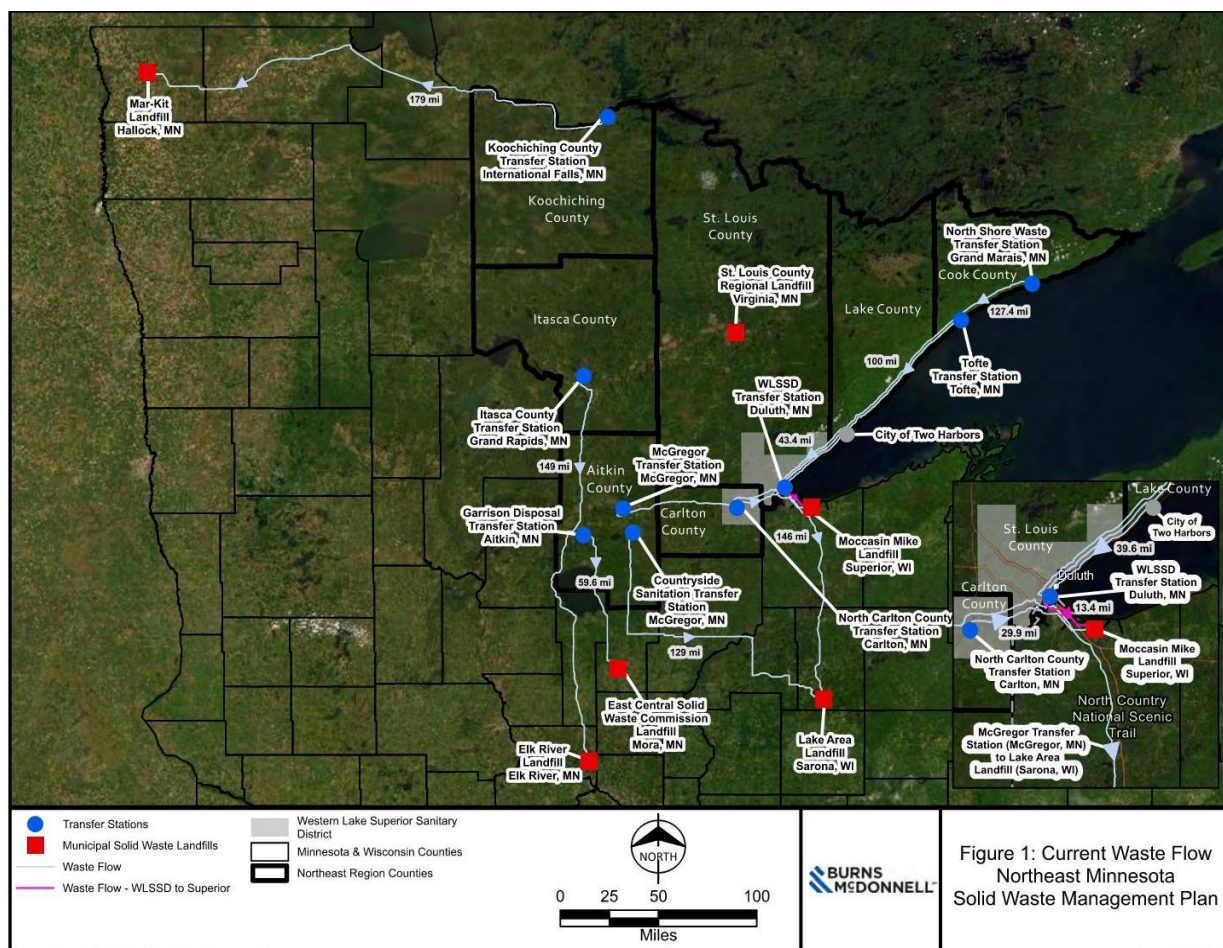 Mar-Kit
Landfill
Hallock, MN
179 mi
Koochiching County
Transfer Station
International Falls, MN
Koochiching
County
St. Louis
County
North Shore Waste
Transfer Station
Grand Marais, MN
Cook County
St. Louis County
Regional Landfill
Virginia, MN
Lake County
127.4 mi
Itasca County
100 mi
Tofte
Transfer Station
Tofte, MN
WLSSD
Transfer Station
Duluth, MN
Itasca County
Transfer Station
Grand Rapids, MN
43.4 mi
City of Two Harbors
McGregor
Transfer Station
McGregor, MN
149 mi
Aitkin
County
Garrison Disposal
Transfer Station
Aitkin, MN
Carlton
County
146 mi
Moccasin Mike
Landfill
Superior, WI
59.6 mi
Countryside
Sanitation Transfer
Station
McGregor, MN
North Carlton County
Transfer Station
Carlton, MN
129 mi
East Central Solid
Waste Commission
Landfill
Mora, MN
Elk River
Landfill
Elk River, MN
Lake Area
Landfill
Sarona, WI
Lake County
St. Louis
County
City of
Two Harbors
39.6 mi
Duluth
WLSSD
Transfer Station
Duluth, MN
Carlton
County
13.4 mi
29.9 mi
Moccasin Mike
Landfill
Superior, WI
North Carlton County
Transfer Station
Carlton, MN
North Country
National Scenic
Trail
McGregor Transfer
Station (McGregor, MN)
to Lake Area
Landfill (Sarona, WI)
Transfer Stations
Municipal Solid Waste Landfills
Waste Flow
Waste Flow - WLSSD to Superior
Western Lake Superior Sanitary
District
Minnesota & Wisconsin Counties
Northeast Region Counties
NORTH
0 25 50 100
Miles
BURNS
McDONNELL
Figure 1: Current Waste Flow
Northeast Minnesota
Solid Waste Management Plan